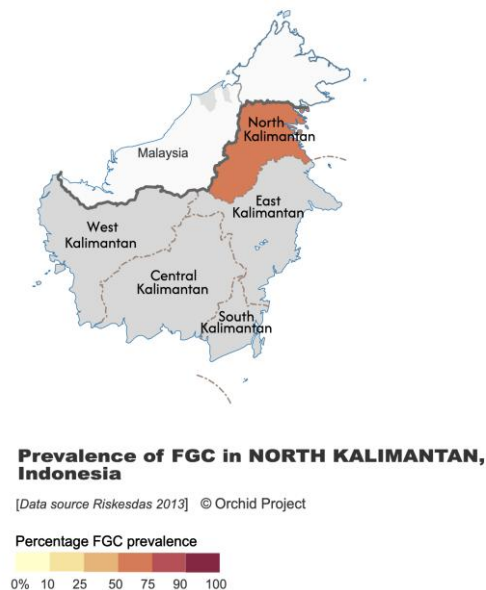 North
Kalimantan
Malaysia
East
Kalimantan
West
Kalimantan
Central
Kalimantan
South
Kalimantan
Prevalence of FGC in NORTH KALIMANTAN,
Indonesia
[Data source Riskesdas 2013] © Orchid Project
Percentage FGC prevalence
0% 10 25 50 75 90 100